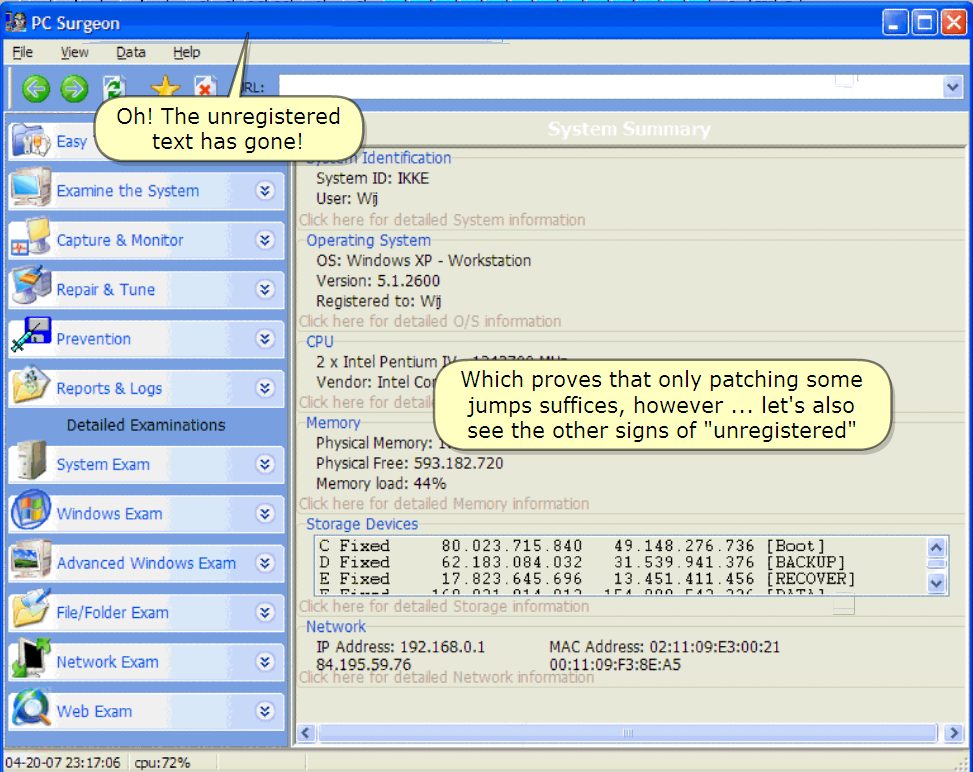 PC Surgeon
File View Data Help
RL:
Oh! The unregistered
text has gone!
System Summary
Easy
Examine the System
Capture & Monitor
Repair & Tune
Prevention
Reports & Logs
Detailed Examinations
System Exam
Windows Exam
Advanced Windows Exam
File/Folder Exam
Network Exam
Web Exam
System Identification
System ID: IKKE
User: Wij
Click here for detailed System information
Operating System
OS: Windows XP - Workstation
Version: 5.1.2600
Registered to: Wij
Click here for detailed O/S information
CPU
2 x Intel Pentium IV
Vendor: Intel
Click here for
Which proves that only patching some
jumps suffices, however ... let's also
see the other signs of "unregistered"
Memory
Physical Memory:
Physical Free: 593.182.720
Memory load: 44%
Click here for detailed Memory information
Storage Devices
C Fixed 80.023.715.840 49.148.276.736 [Boot]
D Fixed 62.183.084.032 31.539.941.376 [BACKUP]
E Fixed 17.823.645.696 13.451.411.456 [RECOVER]
Click here for detailed Storage information
Network
IP Address: 192.168.0.1 MAC Address: 02:11:09:E3:00:21
84.195.59.76 00:11:09:F3:8E:A5
Click here for detailed Network information
04-20-07 23:17:06 cpu:72%